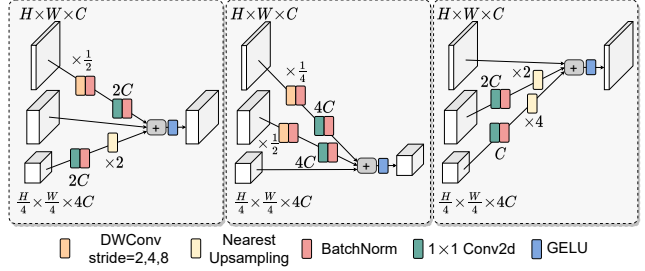 H×W×C
×1/2
2C
+
×2
2C
H/4 × W/4 ×4C
H×W×C
×1/4
4C
×1/2
4C
+
H/4 × W/4 ×4C
H×W×C
+
×2
2C
×4
C
H/4 × W/4 ×4C
DWConv
stride=2,4,8
Nearest
Upsampling
BatchNorm
1×1 Conv2d
GELU